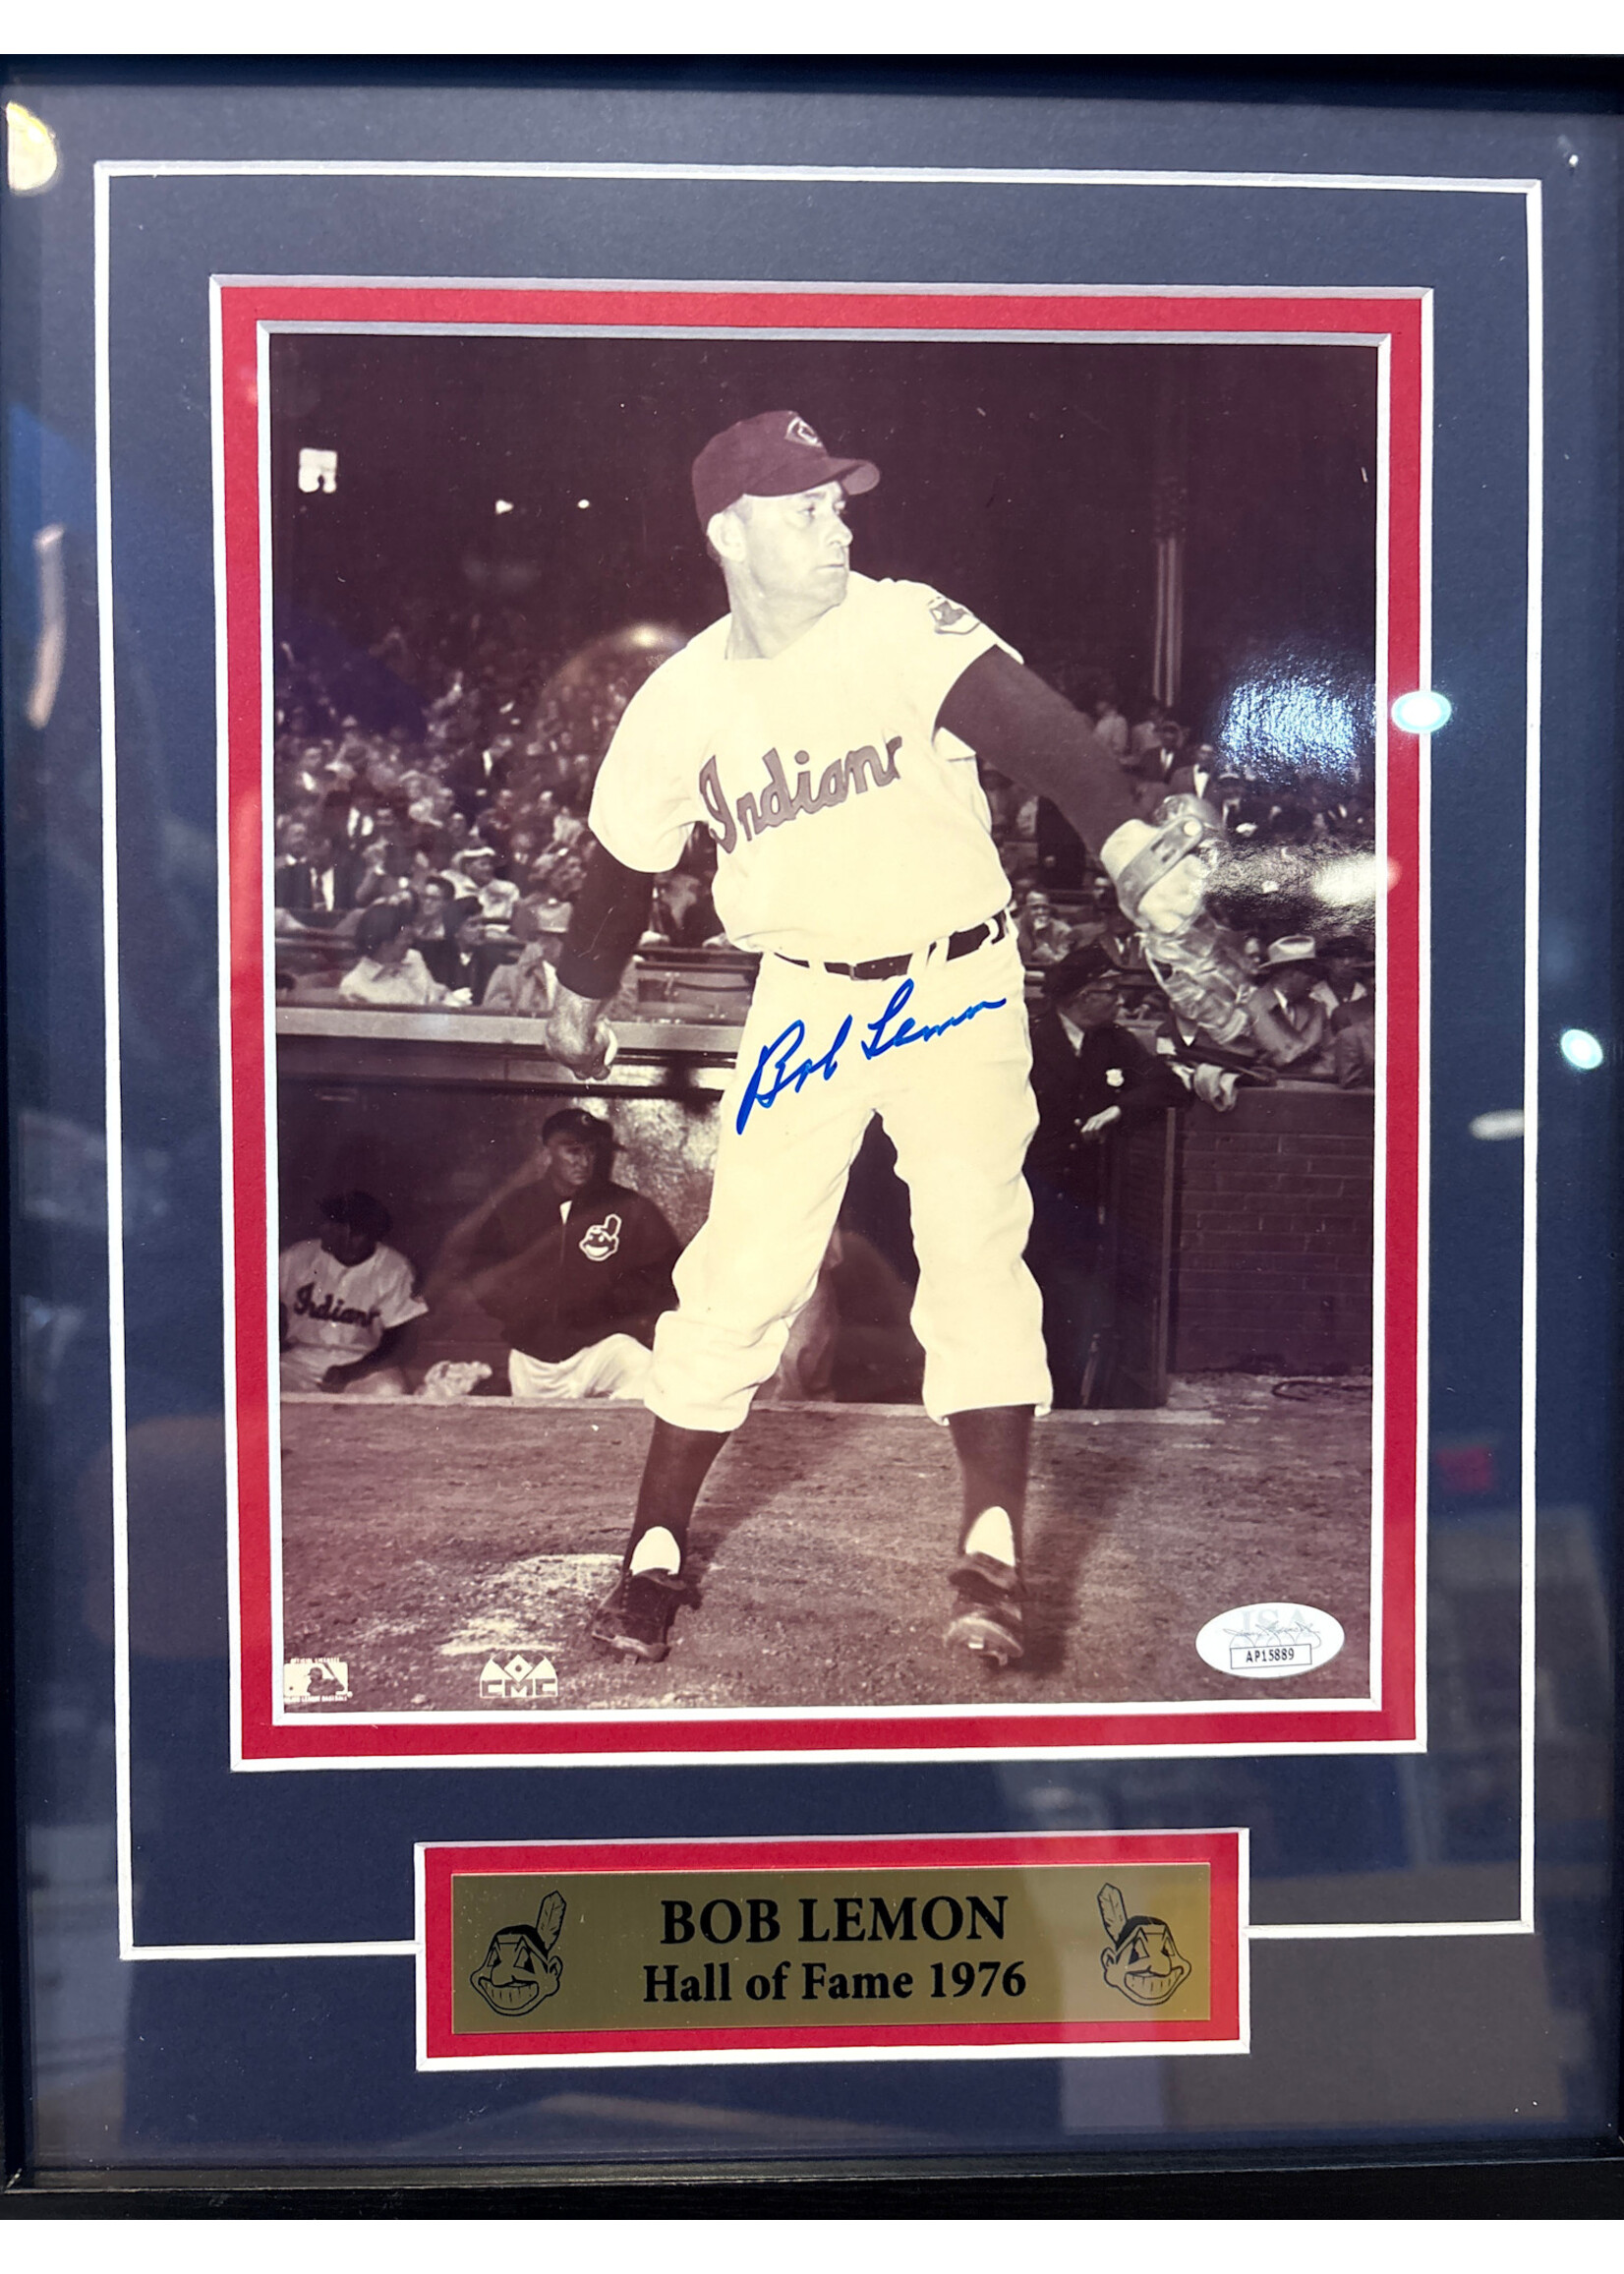 Indians
Bob Lemon
Indians
CMC
JSA
AP15889
BOB LEMON
Hall of Fame 1976